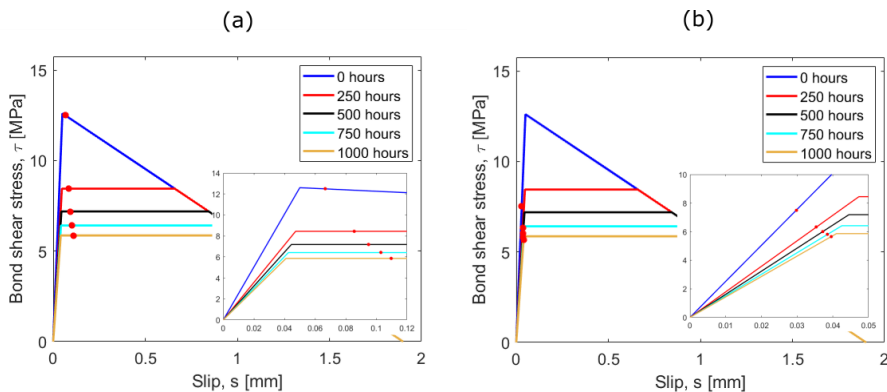 (a)
Bond shear stress, τ [MPa]
15
10
5
0
0 0.5 1 1.5 2
Slip, s [mm]
0 hours
250 hours
500 hours
750 hours
1000 hours
14
12
10
8
6
4
2
0
0 0.02 0.04 0.06 0.08 0.1 0.12
(b)
Bond shear stress, τ [MPa]
15
10
5
0
0 0.5 1 1.5 2
Slip, s [mm]
0 hours
250 hours
500 hours
750 hours
1000 hours
10
8
6
4
2
0
0 0.01 0.02 0.03 0.04 0.05